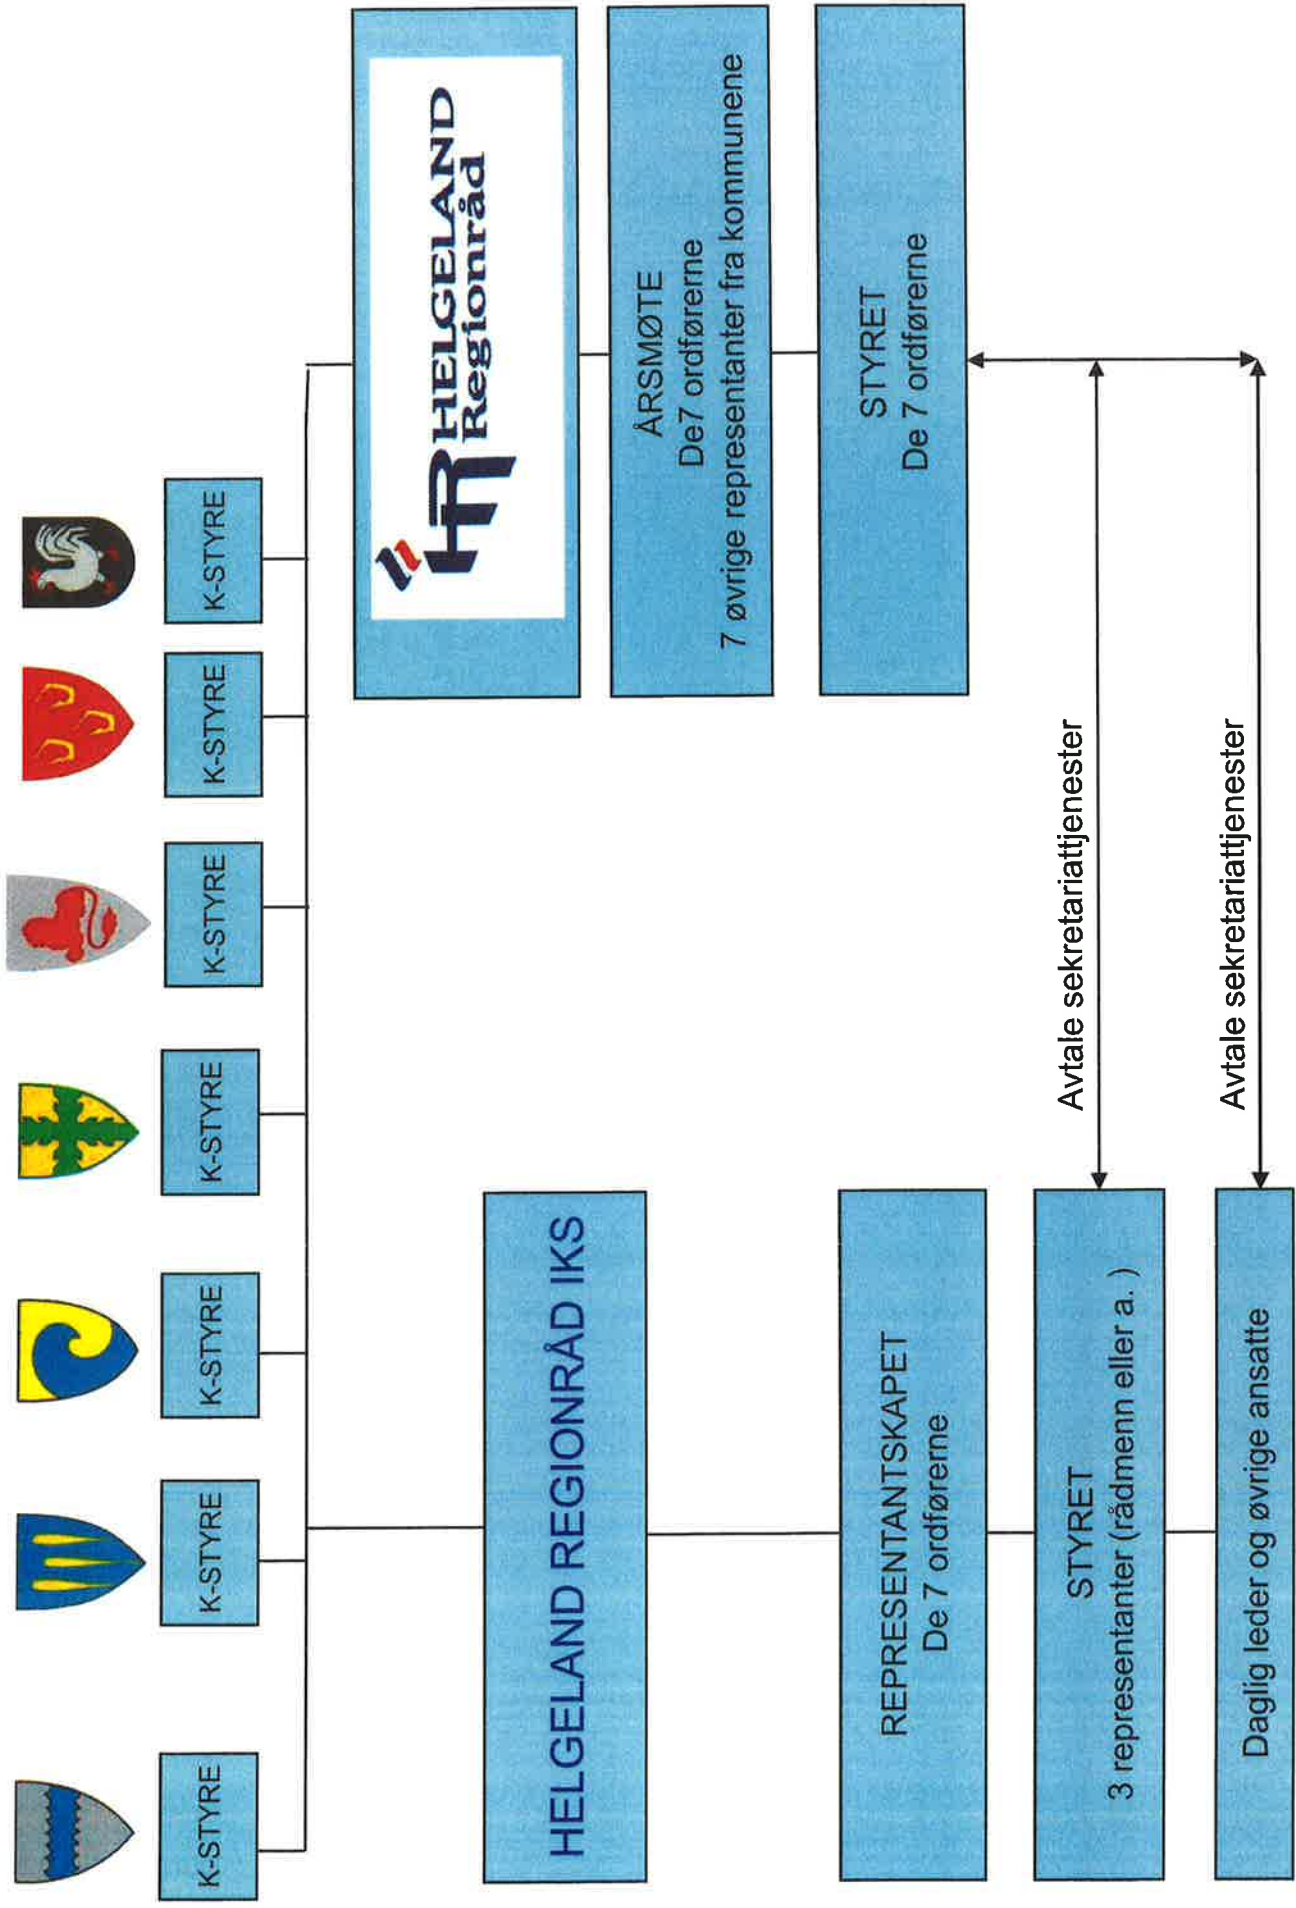 K-STYRE
K-STYRE
K-STYRE
K-STYRE
K-STYRE
K-STYRE
K-STYRE
HELGELAND REGIONRÅD IKS
REPRESENTANTSKAPET
De 7 ordførerne
STYRET
3 representanter (rådmenn eller a. )
Daglig leder og øvrige ansatte
Avtale sekretariattjenester
Avtale sekretariattjenester
HR HELGELAND
Regionråd
ÅRSMØTE
De7 ordførerne
7 øvrige representanter fra kommunene
STYRET
De 7 ordførerne